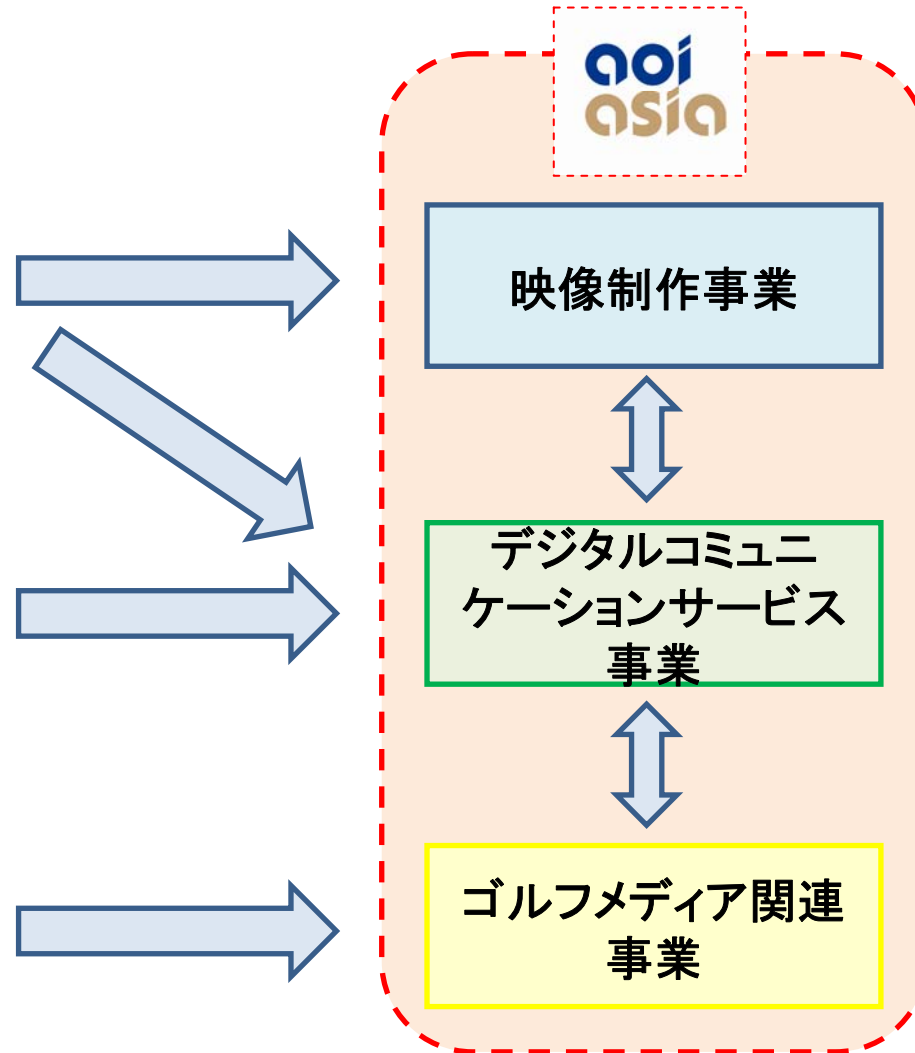 aoi
asia
映像制作事業
デジタルコミュニ
ケーションサービス
事業
ゴルフメディア関連
事業